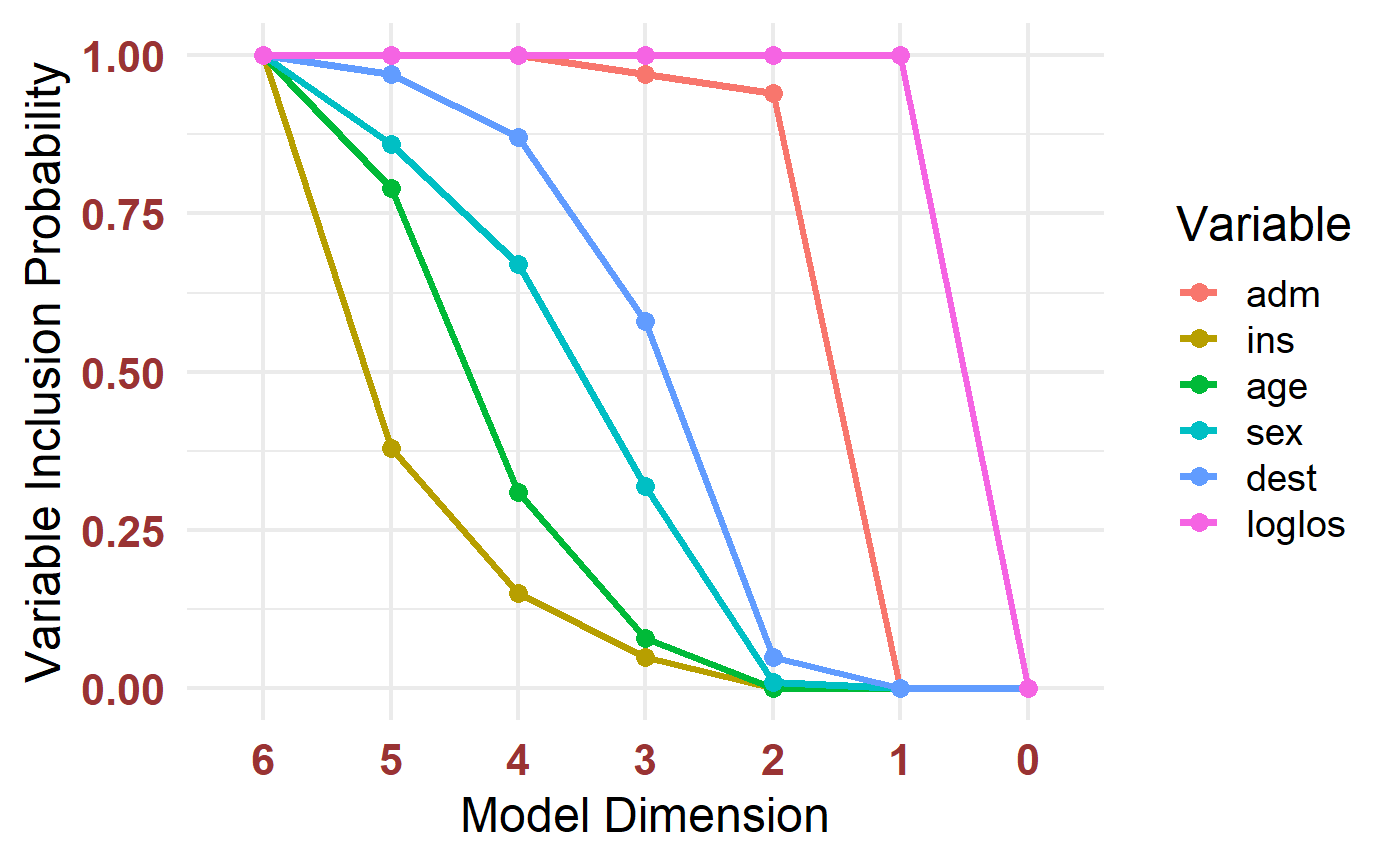 Variable Inclusion Probability
1.00
0.75
0.50
0.25
0.00
6 5 4 3 2 1 0
Model Dimension
Variable
adm
ins
age
sex
dest
loglos